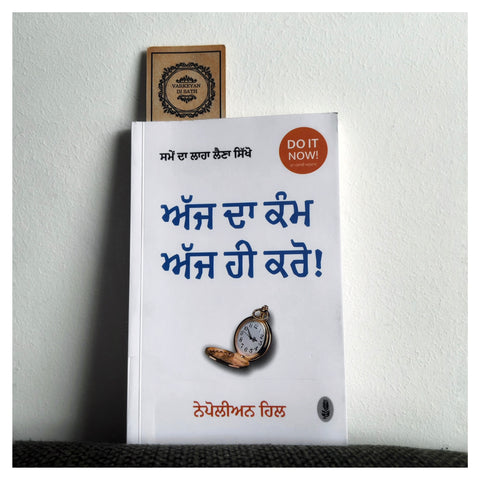 VARKEYAN
DI SATH
ਸਮੇਂ ਦਾ ਲਾਹਾ ਲੈਣਾ ਸਿੱਖੋ
DO IT
NOW!
ਅੱਜ ਦਾ ਕੰਮ
ਅੱਜ ਹੀ ਕਰੋ!
ਨੇਪੋਲੀਅਨ ਹਿਲ